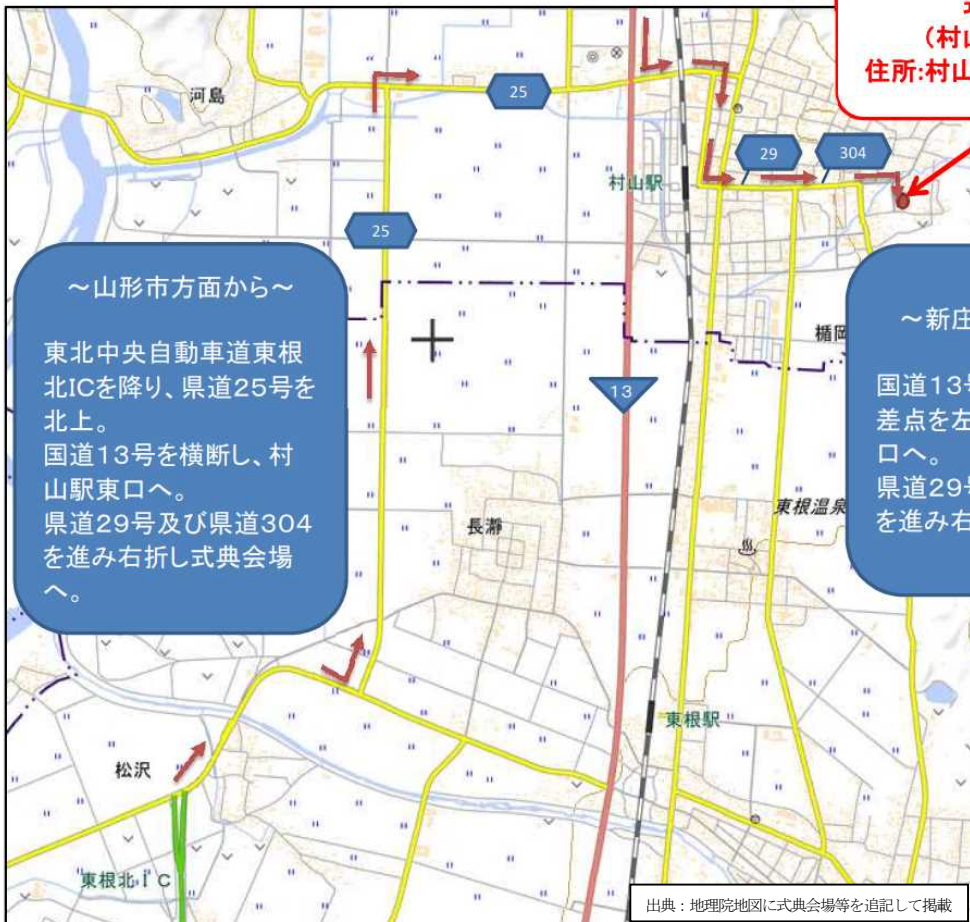 (村山
住所:村山
河島
25
29
304
村山駅
25
～山形市方面から～
東北中央自動車道東根
北ICを降り、県道25号を
北上。
国道13号を横断し、村
山駅東口へ。
県道29号及び県道304
を進み右折し式典会場
へ。
楯岡
～新庄
国道13号
差点を左
口へ。
県道29号
を進み右
13
長瀞
東根温泉
東根駅
松沢
東根北IC
出典：地理院地図に式典会場等を追記して掲載